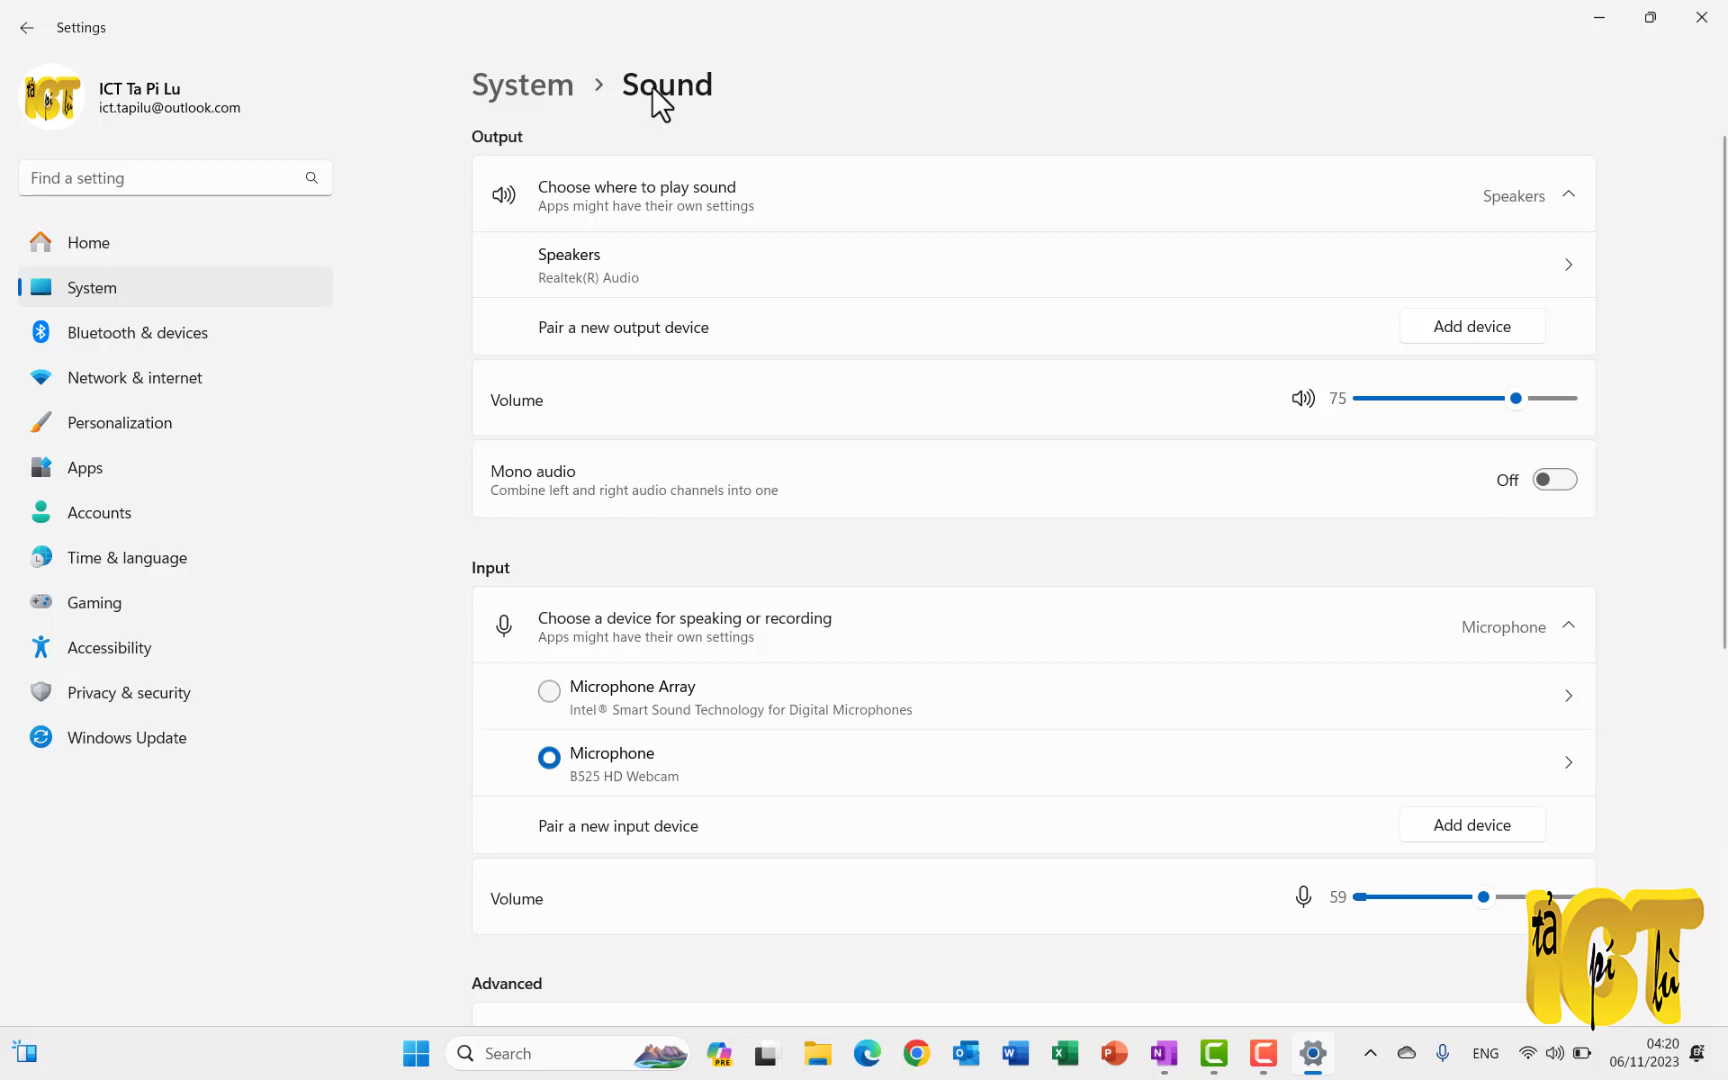 Settings
ICT Ta Pi Lu
ict.tapilu@outlook.com
Find a setting
Home
System
Bluetooth & devices
Network & internet
Personalization
Apps
Accounts
Time & language
Gaming
Accessibility
Privacy & security
Windows Update
System > Sound
Output
Choose where to play sound
Apps might have their own settings
Speakers
Speakers
Realtek(R) Audio
Pair a new output device
Add device
Volume
75
Mono audio
Combine left and right audio channels into one
Off
Input
Choose a device for speaking or recording
Apps might have their own settings
Microphone
Microphone Array
Intel® Smart Sound Technology for Digital Microphones
Microphone
B525 HD Webcam
Pair a new input device
Add device
Volume
59
Advanced
ICT
tả
pí
lù
Search
PRE
ENG
04:20
06/11/2023